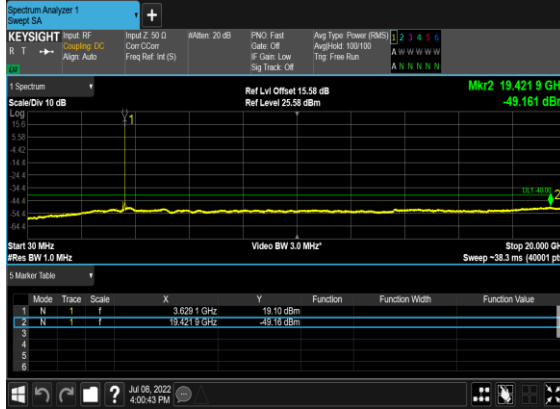 Spectrum Analyzer 1
Swept SA
+
KEYSIGHT
R T
LXI
Input: RF
Coupling: DC
Align: Auto
Input Z: 50 Ω
Corr CCorr
Freq Ref: Int (S)
#Atten: 20 dB
PNO: Fast
Gate: Off
IF Gain: Low
Sig Track: Off
Avg Type: Power (RMS)
Avg|Hold: 100/100
Trig: Free Run
1 2 3 4 5 6
A W W W W W
A N N N N N
1 Spectrum
Scale/Div 10 dB
Ref Lvl Offset 15.58 dB
Ref Level 25.58 dBm
Mkr2 19.421 9 GH
-49.161 dBr
Log
15.6
5.58
-4.42
-14.4
-24.4
-34.4
-44.4
-54.4
-64.4
1
DL1 -40.00
2
Start 30 MHz
#Res BW 1.0 MHz
Video BW 3.0 MHz*
Stop 20.000 GH
Sweep ~38.3 ms (40001 pts
5 Marker Table
Mode Trace Scale X Y Function Function Width Function Value
1 N 1 f 3.629 1 GHz 19.10 dBm
2 N 1 f 19.421 9 GHz -49.16 dBm
3
4
5
6
?
Jul 08, 2022
4:00:43 PM